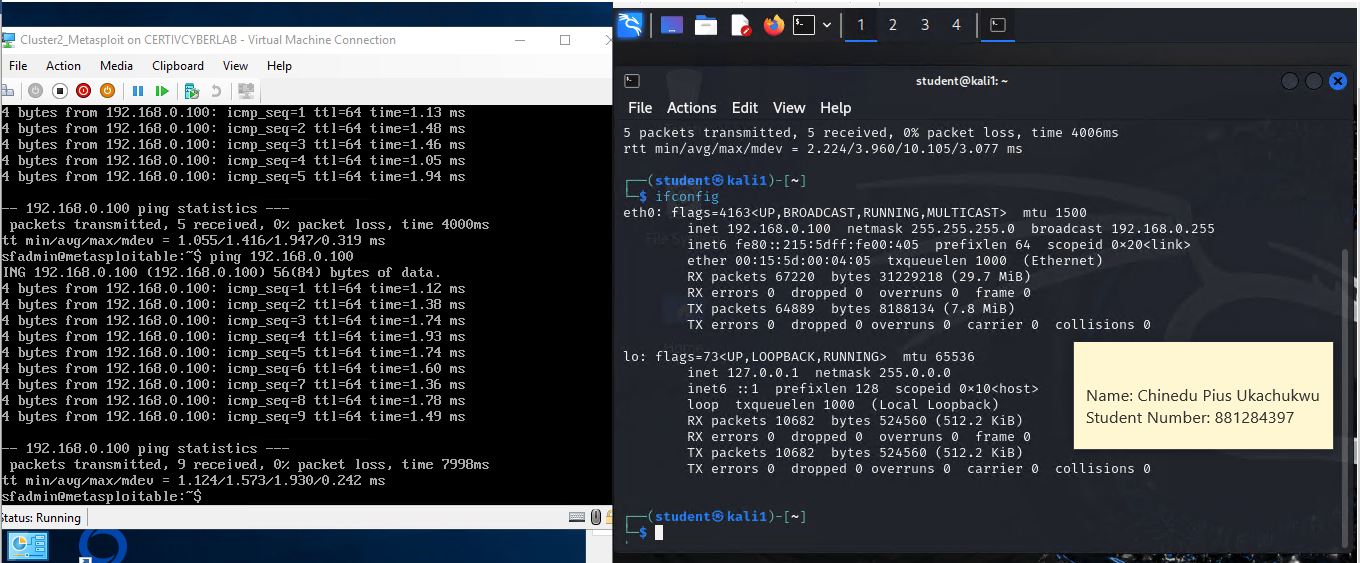 Cluster2_Metasploit on CERTIVCYBERLAB - Virtual Machine Connection
File Action Media Clipboard View Help
4 bytes from 192.168.0.100: icmp_seq=1 ttl=64 time=1.13 ms
4 bytes from 192.168.0.100: icmp_seq=2 ttl=64 time=1.48 ms
4 bytes from 192.168.0.100: icmp_seq=3 ttl=64 time=1.46 ms
4 bytes from 192.168.0.100: icmp_seq=4 ttl=64 time=1.05 ms
4 bytes from 192.168.0.100: icmp_seq=5 ttl=64 time=1.94 ms
-- 192.168.0.100 ping statistics ---
packets transmitted, 5 received, 0% packet loss, time 4000ms
tt min/avg/max/mdev = 1.055/1.416/1.947/0.319 ms
sfadmin@metasploitable:~$ ping 192.168.0.100
ING 192.168.0.100 (192.168.0.100) 56(84) bytes of data.
4 bytes from 192.168.0.100: icmp_seq=1 ttl=64 time=1.12 ms
4 bytes from 192.168.0.100: icmp_seq=2 ttl=64 time=1.38 ms
4 bytes from 192.168.0.100: icmp_seq=3 ttl=64 time=1.74 ms
4 bytes from 192.168.0.100: icmp_seq=4 ttl=64 time=1.93 ms
4 bytes from 192.168.0.100: icmp_seq=5 ttl=64 time=1.74 ms
4 bytes from 192.168.0.100: icmp_seq=6 ttl=64 time=1.60 ms
4 bytes from 192.168.0.100: icmp_seq=7 ttl=64 time=1.36 ms
4 bytes from 192.168.0.100: icmp_seq=8 ttl=64 time=1.78 ms
4 bytes from 192.168.0.100: icmp_seq=9 ttl=64 time=1.49 ms
-- 192.168.0.100 ping statistics ---
packets transmitted, 9 received, 0% packet loss, time 7998ms
tt min/avg/max/mdev = 1.124/1.573/1.930/0.242 ms
sfadmin@metasploitable:~$
Status: Running
1 2 3 4
student@kali1: ~
File Actions Edit View Help
5 packets transmitted, 5 received, 0% packet loss, time 4006ms
rtt min/avg/max/mdev = 2.224/3.960/10.105/3.077 ms
┌──(student㉿kali1)-[~]
└─$ ifconfig
eth0: flags=4163<UP,BROADCAST,RUNNING,MULTICAST> mtu 1500
inet 192.168.0.100 netmask 255.255.255.0 broadcast 192.168.0.255
inet6 fe80::215:5dff:fe00:405 prefixlen 64 scopeid 0×20<link>
ether 00:15:5d:00:04:05 txqueuelen 1000 (Ethernet)
RX packets 67220 bytes 31229218 (29.7 MiB)
RX errors 0 dropped 0 overruns 0 frame 0
TX packets 64889 bytes 8188134 (7.8 MiB)
TX errors 0 dropped 0 overruns 0 carrier 0 collisions 0
lo: flags=73<UP,LOOPBACK,RUNNING> mtu 65536
inet 127.0.0.1 netmask 255.0.0.0
inet6 ::1 prefixlen 128 scopeid 0×10<host>
loop txqueuelen 1000 (Local Loopback)
RX packets 10682 bytes 524560 (512.2 KiB)
RX errors 0 dropped 0 overruns 0 frame 0
TX packets 10682 bytes 524560 (512.2 KiB)
TX errors 0 dropped 0 overruns 0 carrier 0 collisions 0
┌──(student㉿kali1)-[~]
└─$
Name: Chinedu Pius Ukachukwu
Student Number: 881284397